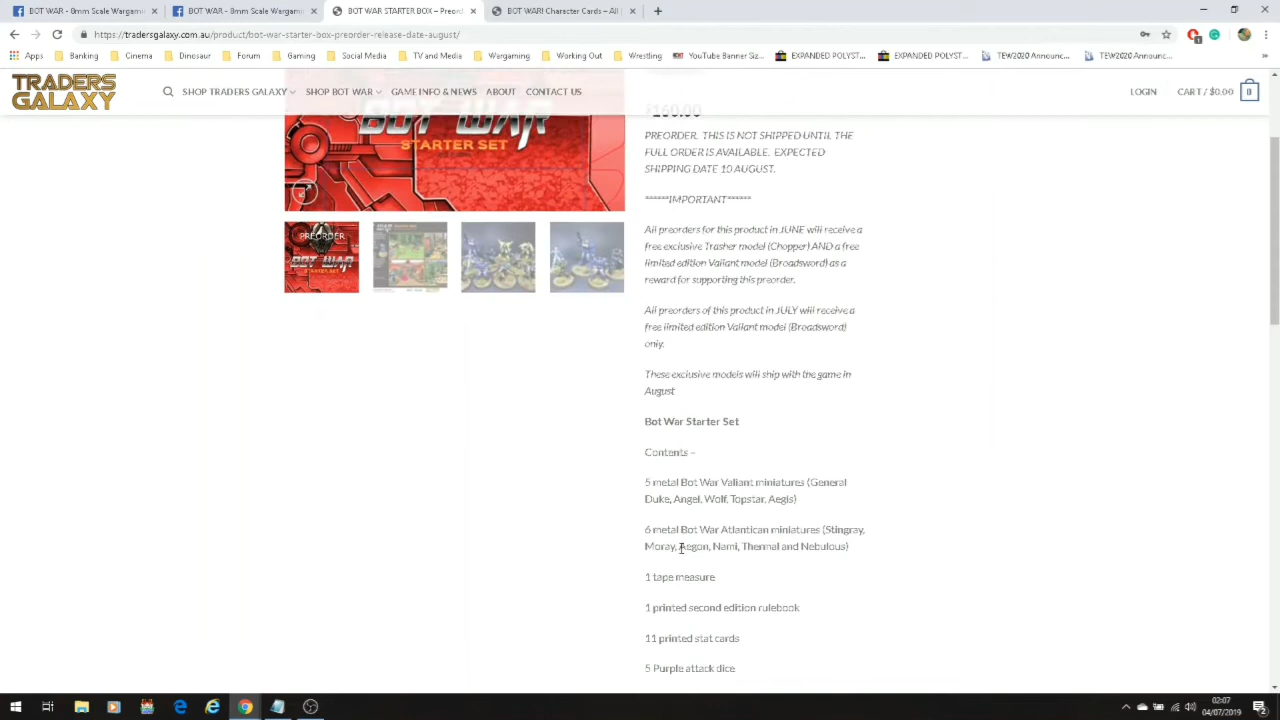 BOT WAR - 8mm Scale Wargam
BOT WAR - 8mm Scale Wargam
BOT WAR STARTER BOX – Preord
BOT WAR! Character Cards – All |
https://tradersgalaxy.com.au/product/bot-war-starter-box-preorder-release-date-august/
Apps Banking Cinema Dinosaur Forum Gaming Social Media TV and Media Wargaming Working Out Wrestling YouTube Banner Siz... EXPANDED POLYST... EXPANDED POLYST... TEW2020 Announc... TEW2020 Announc...
TRADERS
GALAXY
SHOP TRADERS GALAXY SHOP BOT WAR GAME INFO & NEWS ABOUT CONTACT US LOGIN CART / $0.00 0
BOT WAR
STARTER SET
$160.00
PREORDER. THIS IS NOT SHIPPED UNTIL THE
FULL ORDER IS AVAILABLE. EXPECTED
SHIPPING DATE 10 AUGUST.
******IMPORTANT******
All preorders for this product in JUNE will receive a
free exclusive Trasher model (Chopper) AND a free
limited edition Valiant model (Broadsword) as a
reward for supporting this preorder.
All preorders of this product in JULY will receive a
free limited edition Valiant model (Broadsword)
only.
These exclusive models will ship with the game in
August
PREORDER
BOT WAR
STARTER SET
Bot War Starter Set
Contents –
5 metal Bot War Valiant miniatures (General
Duke, Angel, Wolf, Topstar, Aegis)
6 metal Bot War Atlantican miniatures (Stingray,
Moray, Aegon, Nami, Thermal and Nebulous)
1 tape measure
1 printed second edition rulebook
11 printed stat cards
5 Purple attack dice
02:07
04/07/2019
2